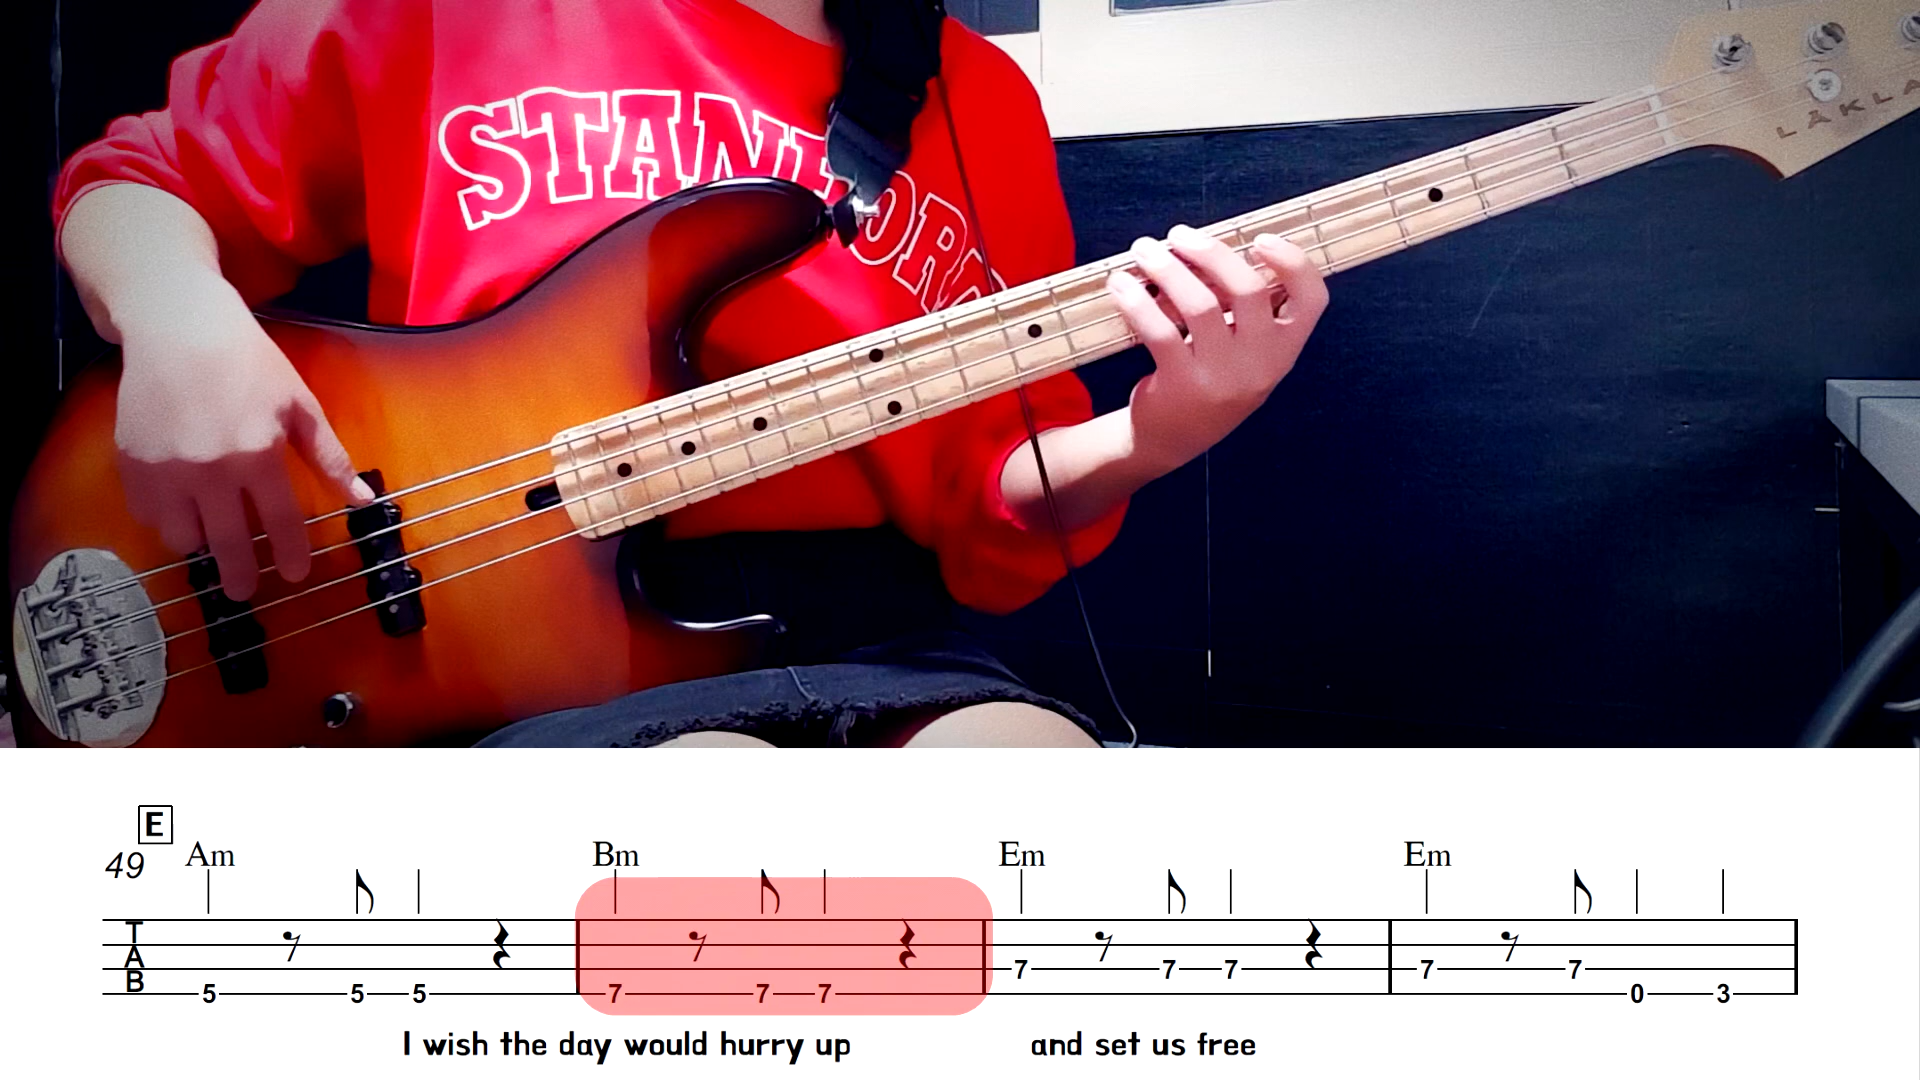 STANFORD
LAKLA
E
49 Am Bm Em Em
T
A 7 7 7 7 7
B 5 5 5 7 7 7 0 3
I wish the day would hurry up and set us free